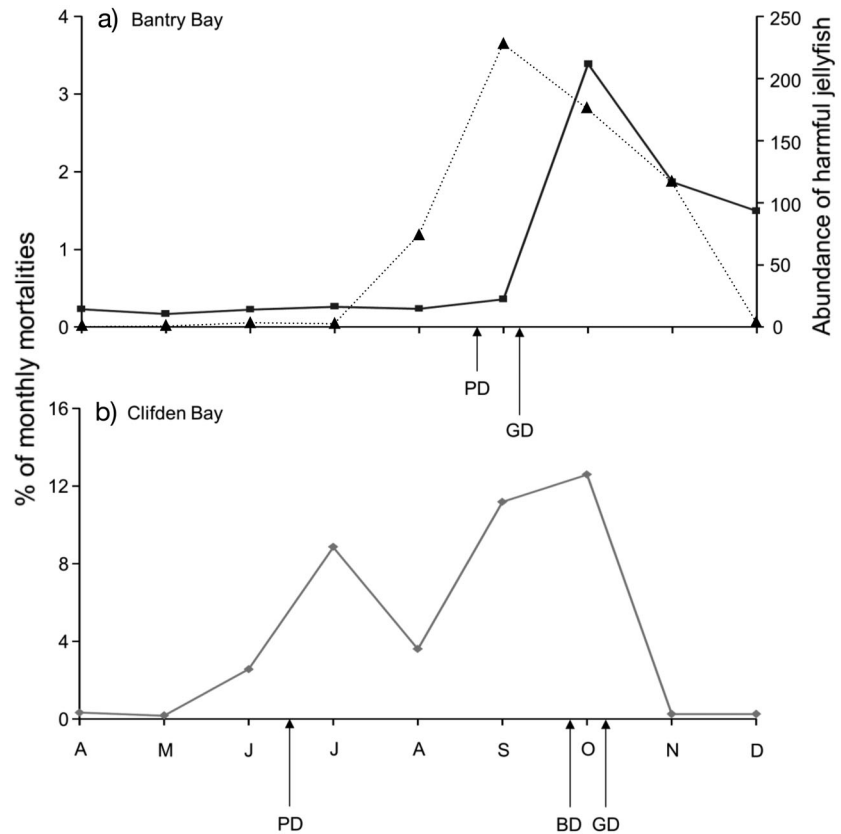 a) Bantry Bay
4
3
2
1
0
250
200
150
100
50
0
Abundance of harmful jellyfish
% of monthly mortalities
PD
GD
b) Clifden Bay
16
12
8
4
0
A M J J A S O N D
PD BD GD